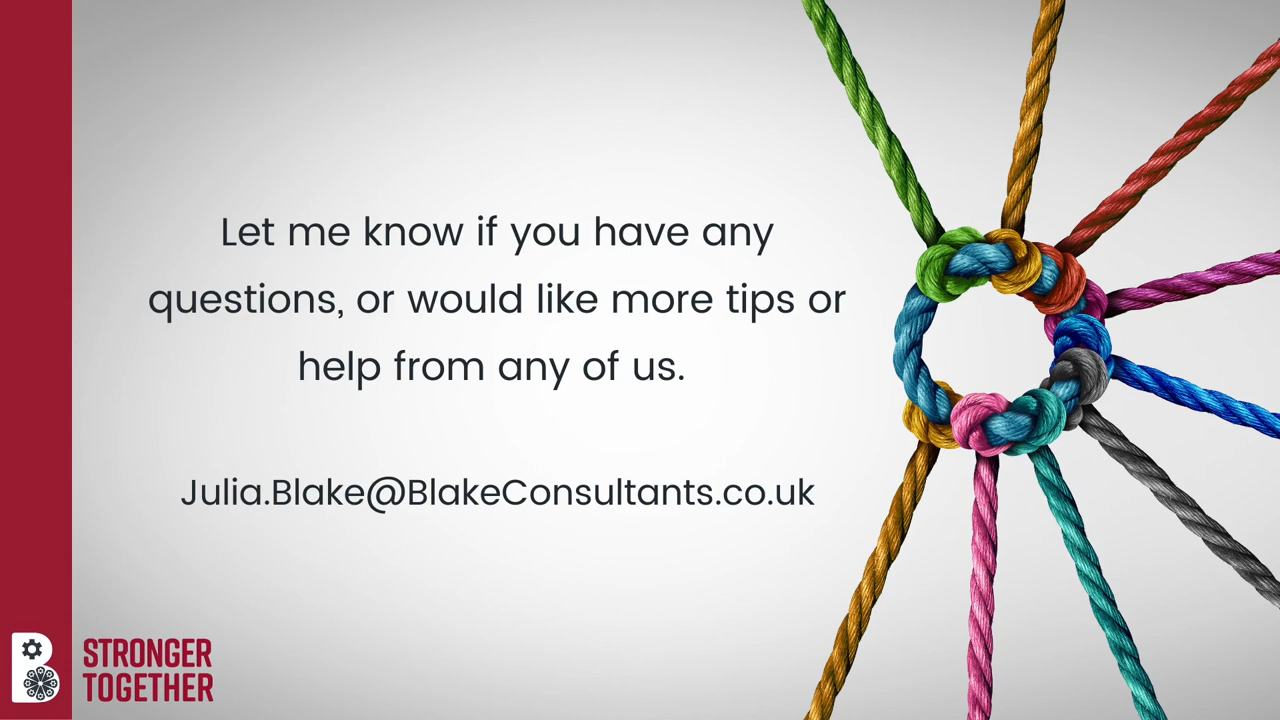 Let me know if you have any
questions, or would like more tips or
help from any of us.
Julia.Blake@BlakeConsultants.co.uk
B
STRONGER
TOGETHER